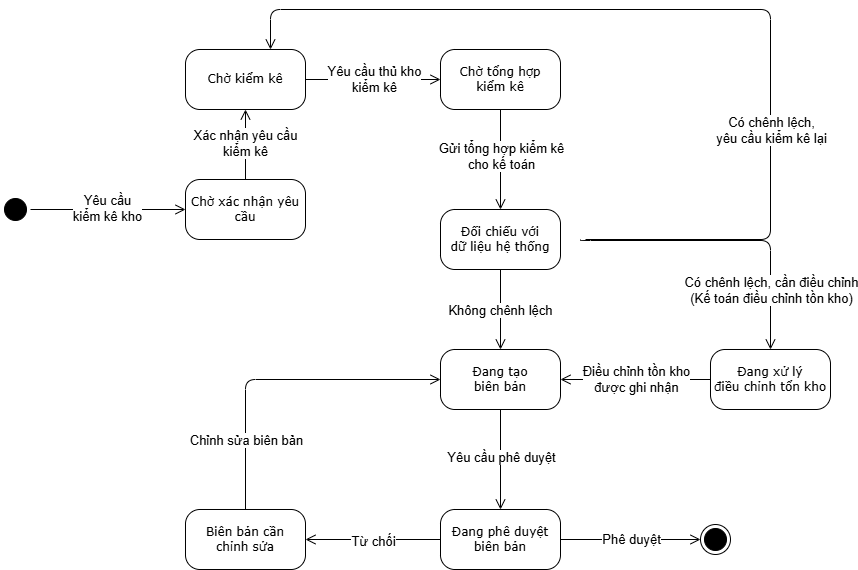 Chờ kiểm kê
Yêu cầu thủ kho
kiểm kê
Chờ tổng hợp
kiểm kê
Có chênh lệch,
yêu cầu kiểm kê lại
Xác nhận yêu cầu
kiểm kê
Gửi tổng hợp kiểm kê
cho kế toán
Yêu cầu
kiểm kê kho
Chờ xác nhận yêu
cầu
Đối chiếu với
dữ liệu hệ thống
Có chênh lệch, cần điều chỉnh
(Kế toán điều chỉnh tồn kho)
Không chênh lệch
Đang tạo
biên bản
Điều chỉnh tồn kho
được ghi nhận
Đang xử lý
điều chỉnh tồn kho
Chỉnh sửa biên bản
Yêu cầu phê duyệt
Biên bản cần
chỉnh sửa
Từ chối
Đang phê duyệt
biên bản
Phê duyệt